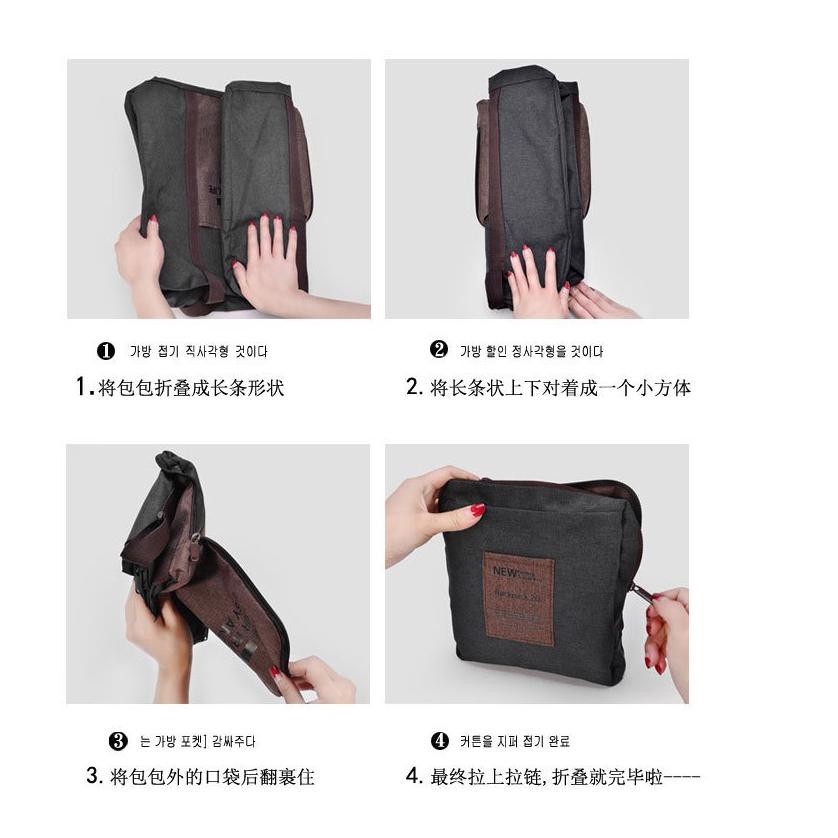 ❶ 가방 접기 직사각형 것이다
1.将包包折叠成长条形状
❷ 가방 할인 정사각형을 것이다
2. 将长条状上下对着成一个小方体
❸ 는 가방 포켓] 감싸주다
3. 将包包外的口袋后翻裹住
NEW
Backpack 20
❹ 커튼을 지퍼 접기 완료
4. 最终拉上拉链,折叠就完毕啦----